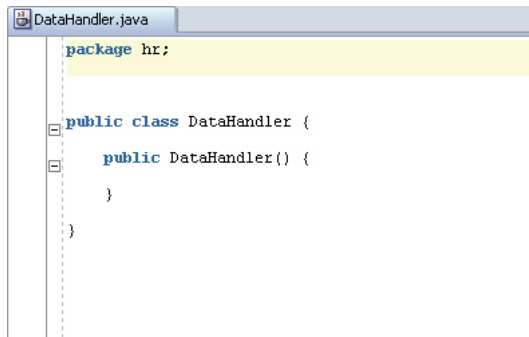 DataHandler.java
package hr;
public class DataHandler {
public DataHandler() {
}
}